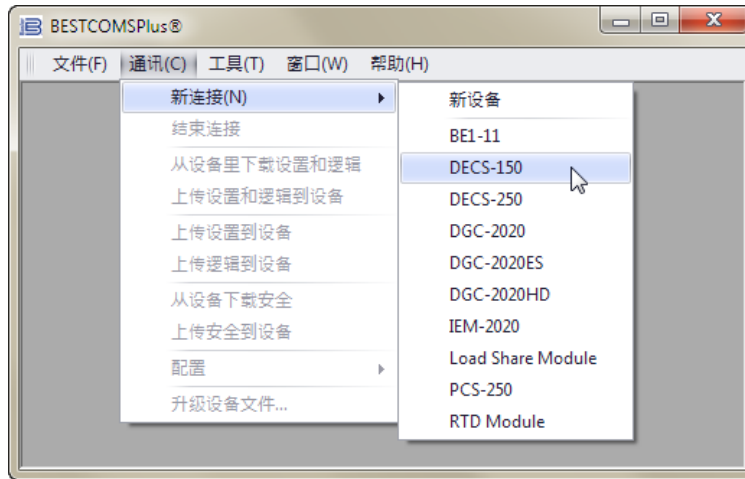 BESTCOMSPlus®
文件(F) 通讯(C) 工具(T) 窗口(W) 帮助(H)
新连接(N)
结束连接
从设备里下载设置和逻辑
上传设置和逻辑到设备
上传设置到设备
上传逻辑到设备
从设备下载安全
上传安全到设备
配置
升级设备文件...
新设备
BE1-11
DECS-150
DECS-250
DGC-2020
DGC-2020ES
DGC-2020HD
IEM-2020
Load Share Module
PCS-250
RTD Module